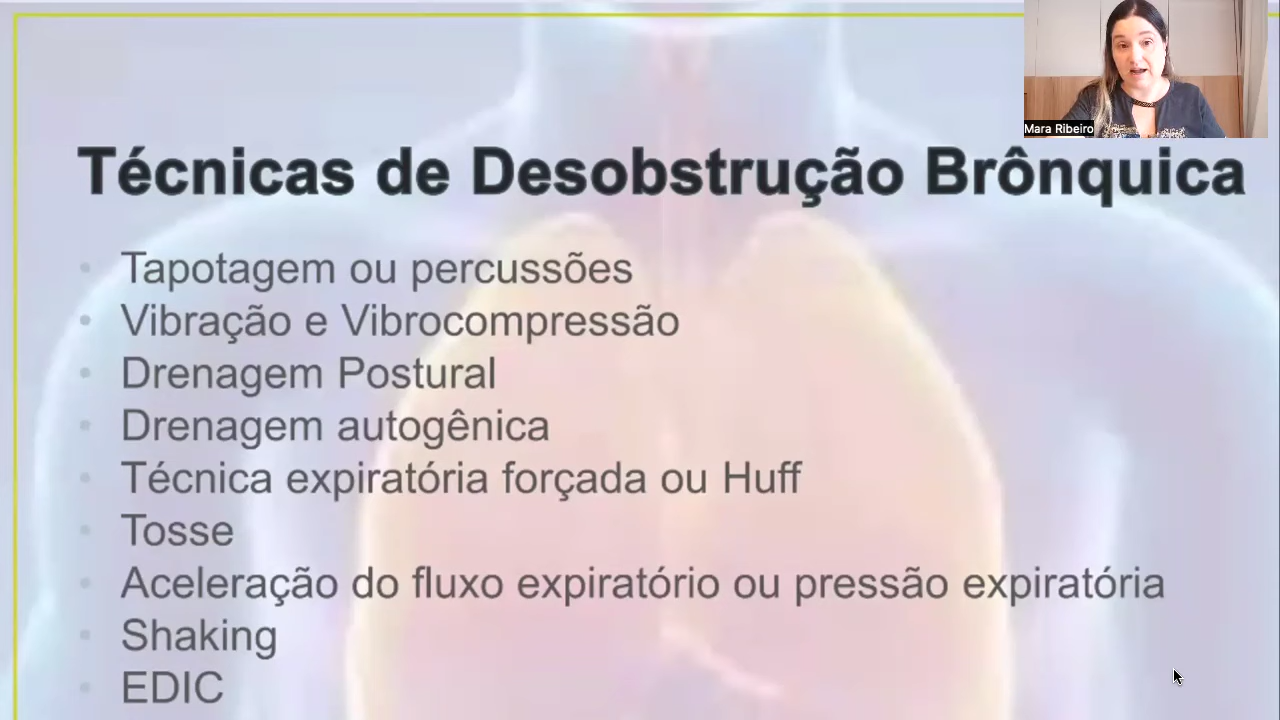 Mara Ribeiro
Técnicas de Desobstrução Brônquica
• Tapotagem ou percussões
• Vibração e Vibrocompressão
• Drenagem Postural
• Drenagem autogênica
• Técnica expiratória forçada ou Huff
• Tosse
• Aceleração do fluxo expiratório ou pressão expiratória
• Shaking
• EDIC